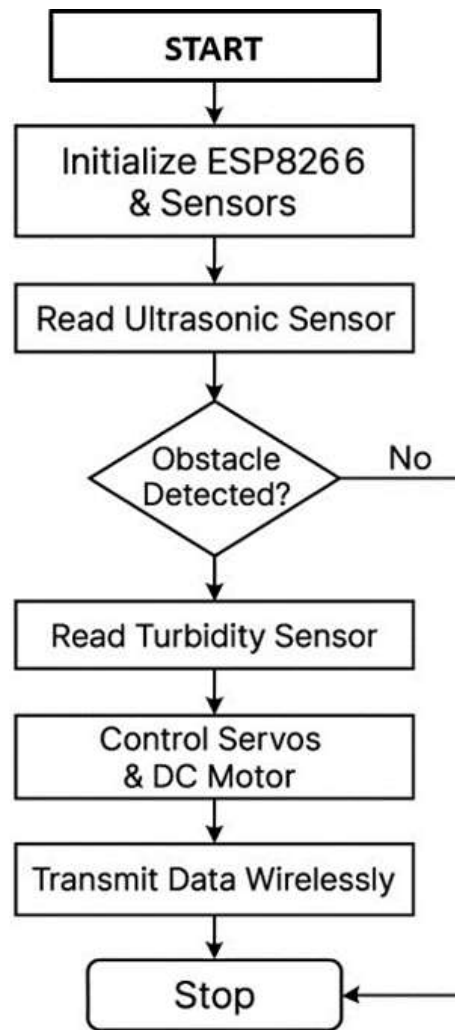 START
Initialize ESP8266
& Sensors
Read Ultrasonic Sensor
Obstacle
Detected?
No
Read Turbidity Sensor
Control Servos
& DC Motor
Transmit Data Wirelessly
Stop